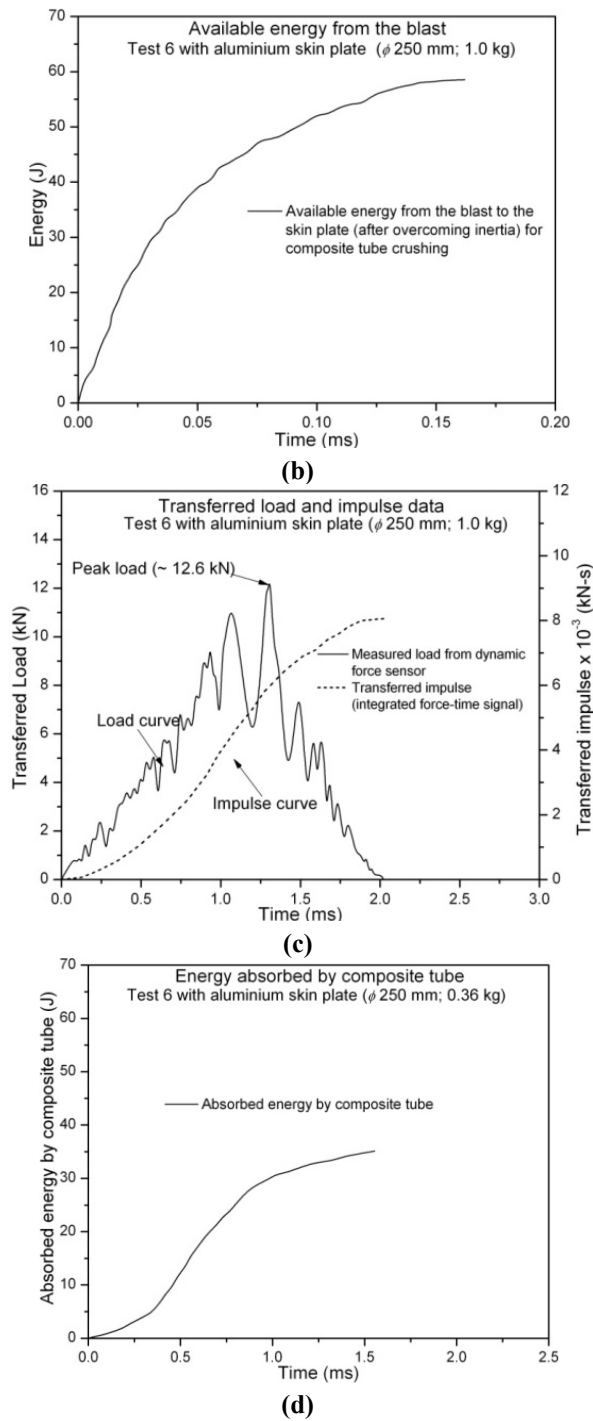 Available energy from the blast
Test 6 with aluminium skin plate (ϕ 250 mm; 1.0 kg)
70
60
50
40
30
20
10
0
Energy (J)
Available energy from the blast to the
skin plate (after overcoming inertia) for
composite tube crushing
0.00 0.05 0.10 0.15 0.20
Time (ms)
(b)
Transferred load and impulse data
Test 6 with aluminium skin plate (ϕ 250 mm; 1.0 kg)
16
14
12
10
8
6
4
2
0
Transferred Load (kN)
Peak load (~ 12.6 kN)
Load curve
Impulse curve
Measured load from dynamic
force sensor
Transferred impulse
(integrated force-time signal)
12
10
8
6
4
2
0
Transferred impulse x 10⁻³ (kN-s)
0.0 0.5 1.0 1.5 2.0 2.5 3.0
Time (ms)
(c)
Energy absorbed by composite tube
Test 6 with aluminium skin plate (ϕ 250 mm; 0.36 kg)
70
60
50
40
30
20
10
0
Absorbed energy by composite tube (J)
Absorbed energy by composite tube
0.0 0.5 1.0 1.5 2.0 2.5
Time (ms)
(d)